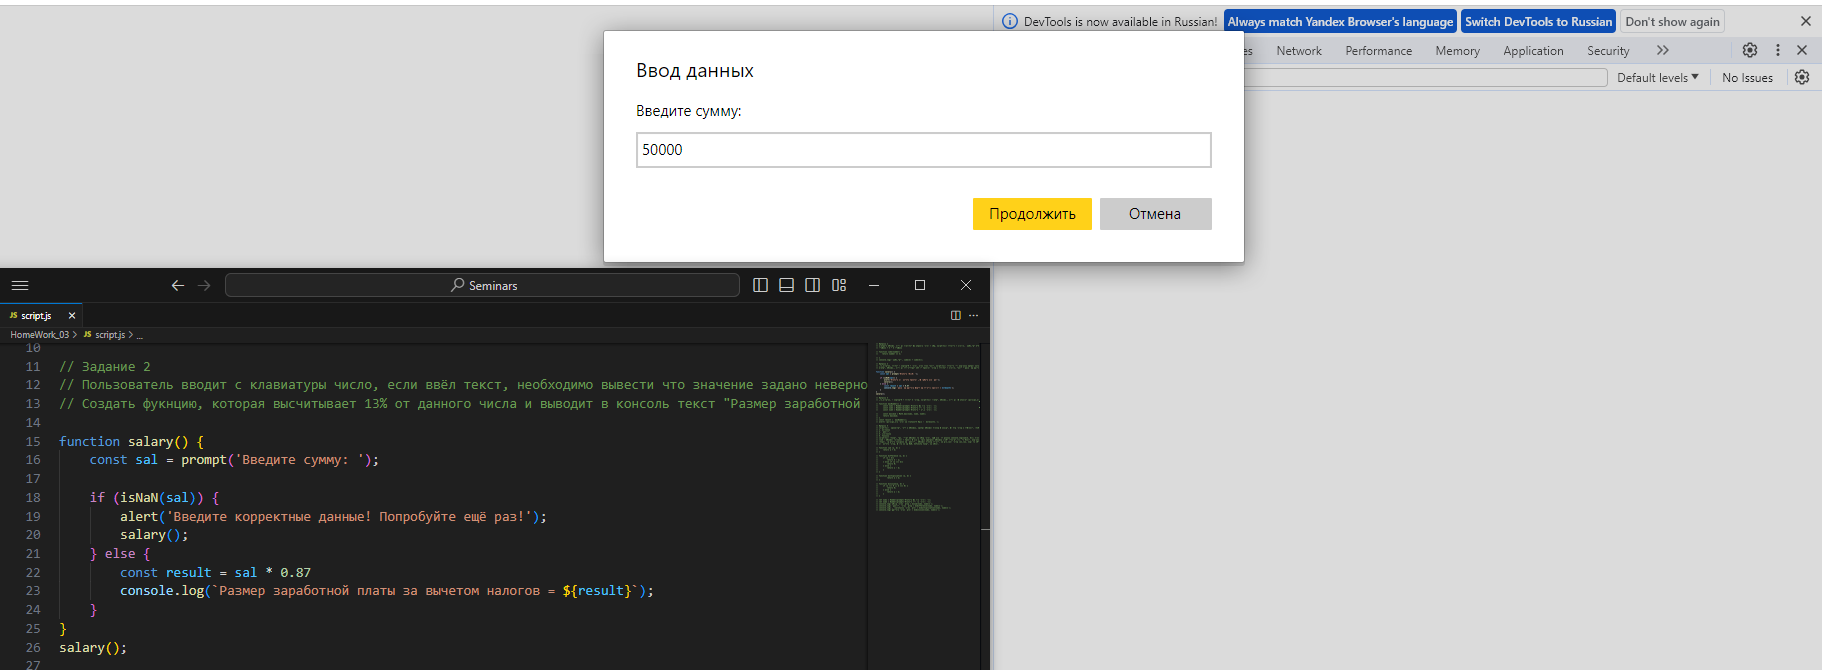 DevTools is now available in Russian! Always match Yandex Browser's language Switch DevTools to Russian Don't show again
Network Performance Memory Application Security
Default levels No Issues
Ввод данных
Введите сумму:
50000
Продолжить Отмена
Seminars
JS script.js
HomeWork_03 > JS script.js > ...
10
11 // Задание 2
12 // Пользователь вводит с клавиатуры число, если ввёл текст, необходимо вывести что значение задано неверно
13 // Создать фукнцию, которая высчитывает 13% от данного числа и выводит в консоль текст "Размер заработной
14
15 function salary() {
16 const sal = prompt('Введите сумму: ');
17
18 if (isNaN(sal)) {
19 alert('Введите корректные данные! Попробуйте ещё раз!');
20 salary();
21 } else {
22 const result = sal * 0.87
23 console.log(`Размер заработной платы за вычетом налогов = ${result}`);
24 }
25 }
26 salary();
27